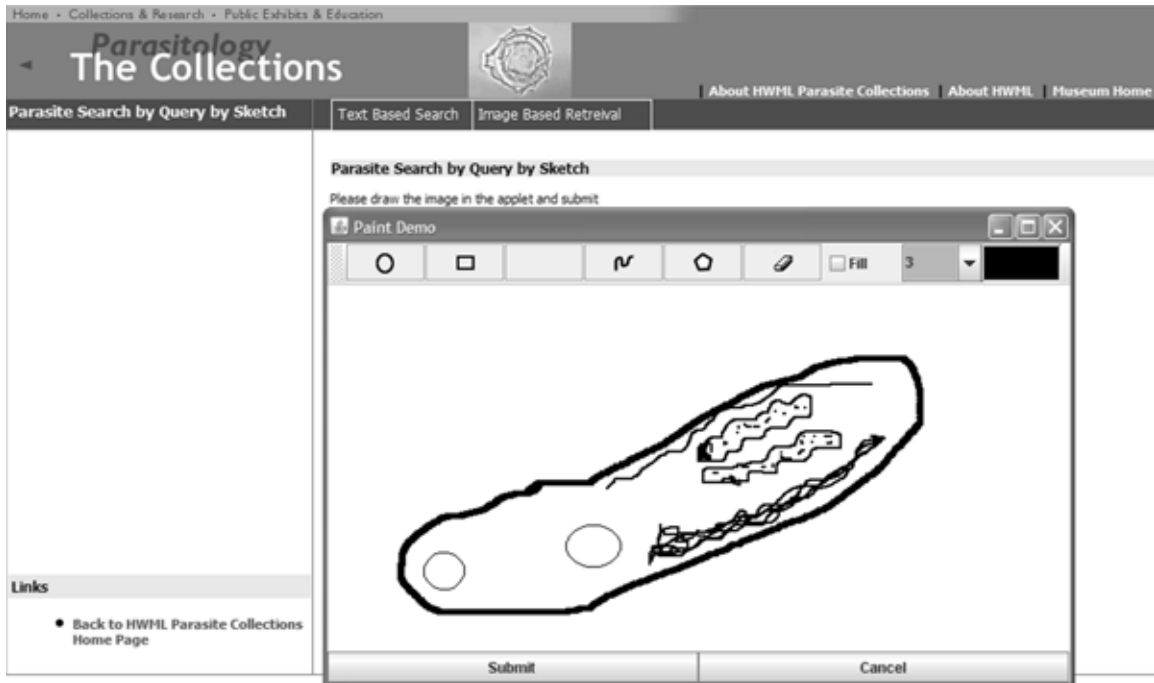 Home • Collections & Research • Public Exhibits & Education
Parasitology
The Collections
About HWML Parasite Collections | About HWML | Museum Home
Parasite Search by Query by Sketch
Text Based Search
Image Based Retreival
Parasite Search by Query by Sketch
Please draw the image in the applet and submit
Paint Demo
Fill
3
Links
• Back to HWML Parasite Collections
Home Page
Submit
Cancel